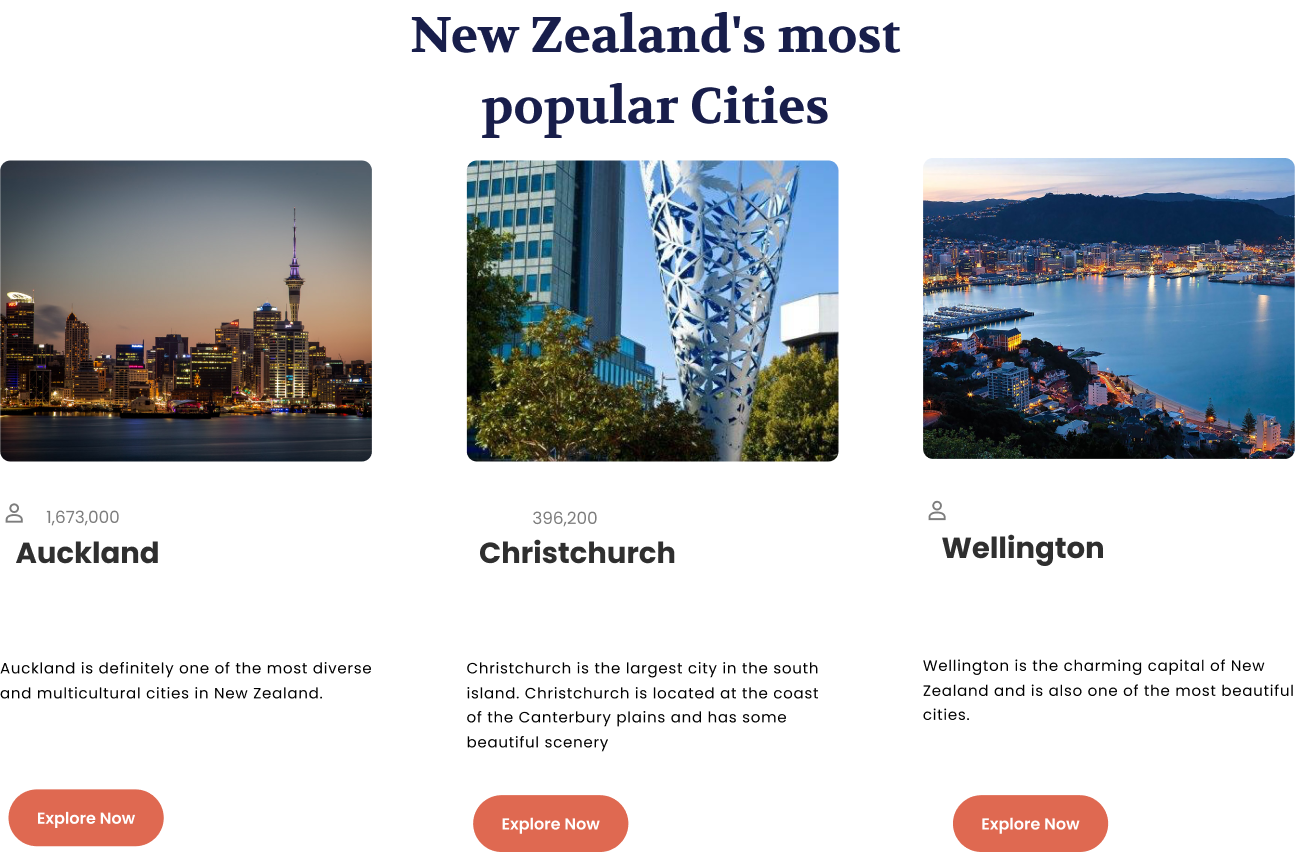 New Zealand's most
popular Cities
1,673,000
Auckland
Auckland is definitely one of the most diverse
and multicultural cities in New Zealand.
Explore Now
396,200
Christchurch
Christchurch is the largest city in the south
island. Christchurch is located at the coast
of the Canterbury plains and has some
beautiful scenery
Explore Now
Wellington
Wellington is the charming capital of New
Zealand and is also one of the most beautiful
cities.
Explore Now